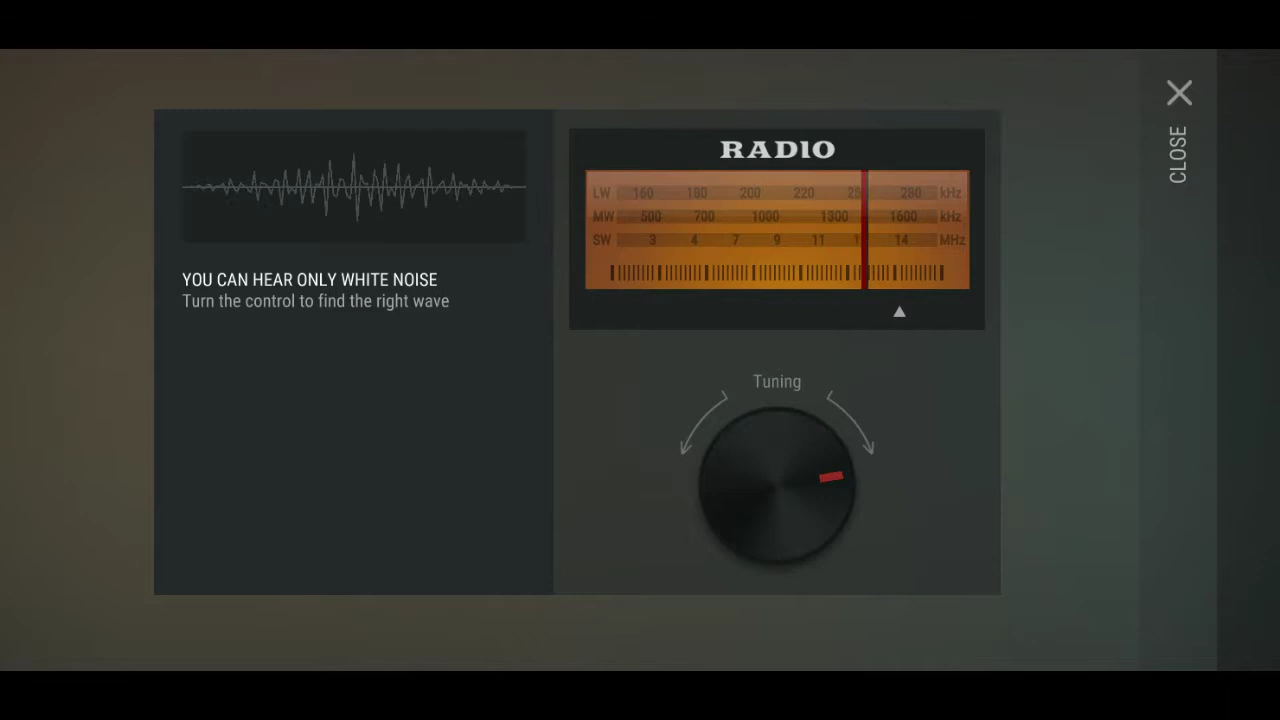 RADIO
LW 160 180 200 220 280 kHz
MW 500 700 1000 1300 1600 kHz
SW 3 4 7 9 11 14 MHz
YOU CAN HEAR ONLY WHITE NOISE
Turn the control to find the right wave
Tuning
CLOSE